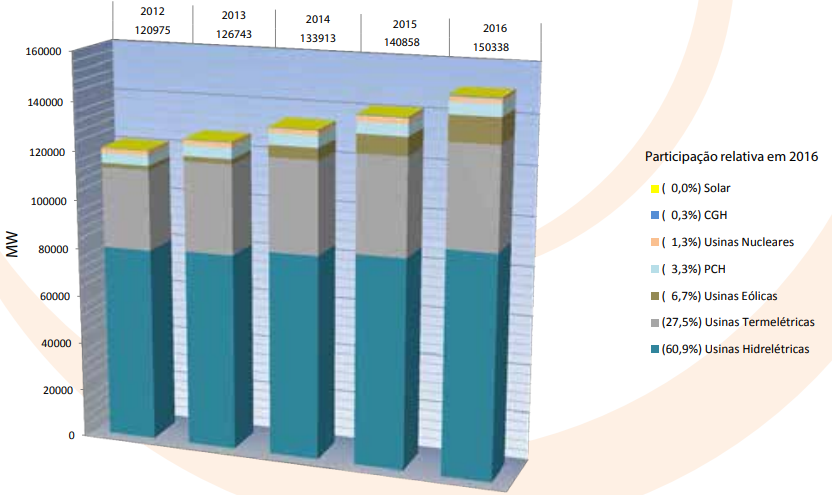 2012
120975
2013
126743
2014
133913
2015
140858
2016
150338
160000
140000
120000
100000
80000
60000
40000
20000
0
MW
Participação relativa em 2016
( 0,0%) Solar
( 0,3%) CGH
( 1,3%) Usinas Nucleares
( 3,3%) PCH
( 6,7%) Usinas Eólicas
(27,5%) Usinas Termelétricas
(60,9%) Usinas Hidrelétricas